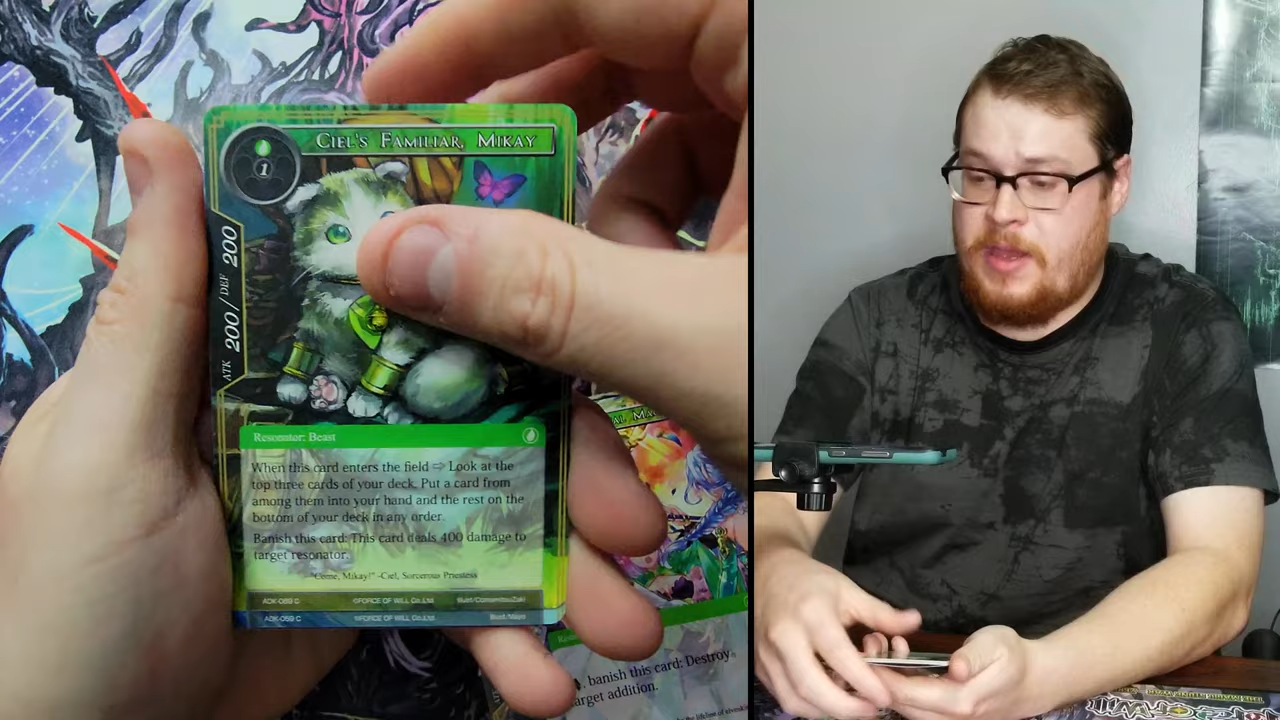 CIEL'S FAMILIAR, MIKAY
1
ATK 200 / DEF 200
Resonator: Beast
When this card enters the field ⇨ Look at the
top three cards of your deck. Put a card from
among them into your hand and the rest on the
bottom of your deck in any order.
Banish this card: This card deals 400 damage to
target resonator.
"Come, Mikay!" -Ciel, Sorcerous Priestess
©FORCE OF WILL Co.,Ltd.
©FORCE OF WILL Co.,Ltd.
banish this card: Destroy
target addition.